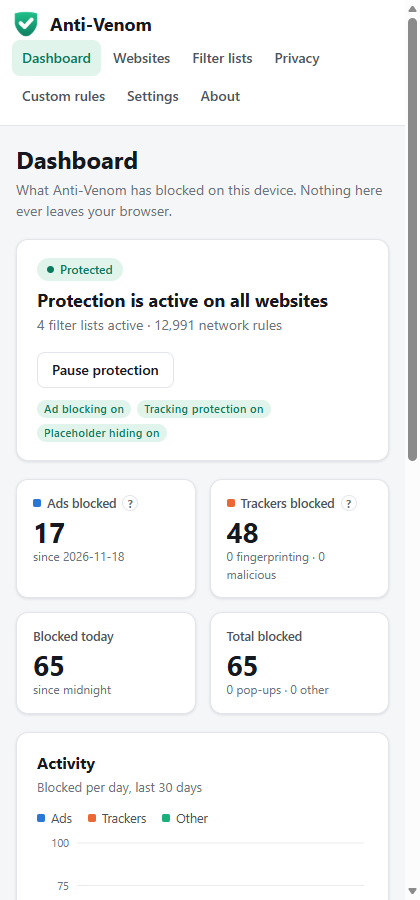 Anti-Venom
Dashboard Websites Filter lists Privacy
Custom rules Settings About
Dashboard
What Anti-Venom has blocked on this device. Nothing here
ever leaves your browser.
Protected
Protection is active on all websites
4 filter lists active · 12,991 network rules
Pause protection
Ad blocking on Tracking protection on
Placeholder hiding on
Ads blocked ?
17
since 2026-11-18
Trackers blocked ?
48
0 fingerprinting · 0
malicious
Blocked today
65
since midnight
Total blocked
65
0 pop-ups · 0 other
Activity
Blocked per day, last 30 days
Ads Trackers Other
100
75